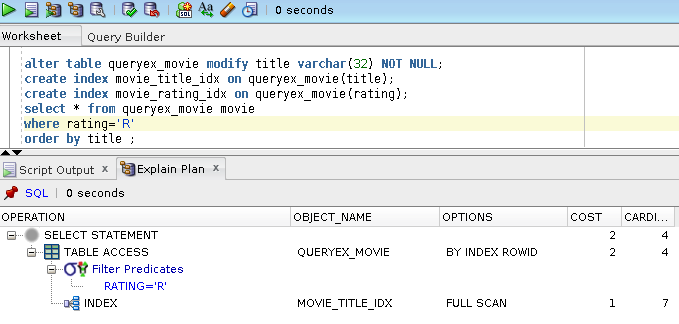 0 seconds
Worksheet Query Builder
alter table queryex_movie modify title varchar(32) NOT NULL;
create index movie_title_idx on queryex_movie(title);
create index movie_rating_idx on queryex_movie(rating);
select * from queryex_movie movie
where rating='R'
order by title ;
Script Output x Explain Plan x
SQL | 0 seconds
OPERATION OBJECT_NAME OPTIONS COST CARDI...
SELECT STATEMENT 2 4
TABLE ACCESS QUERYEX_MOVIE BY INDEX ROWID 2 4
Filter Predicates
RATING='R'
INDEX MOVIE_TITLE_IDX FULL SCAN 1 7